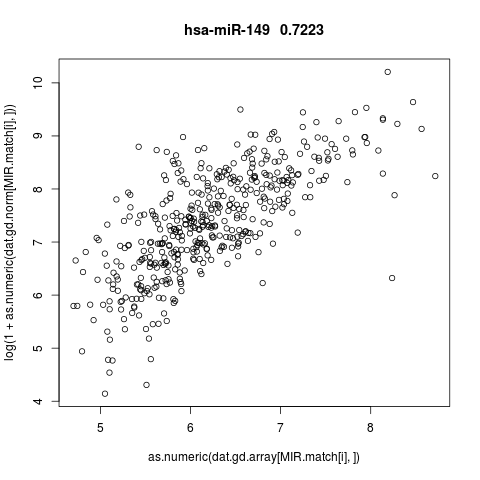 hsa-miR-149 0.7223
10
9
8
7
6
5
4
log(1 + as.numeric(dat.gd.norm[MIR.match[i], ]))
5 6 7 8
as.numeric(dat.gd.array[MIR.match[i], ])